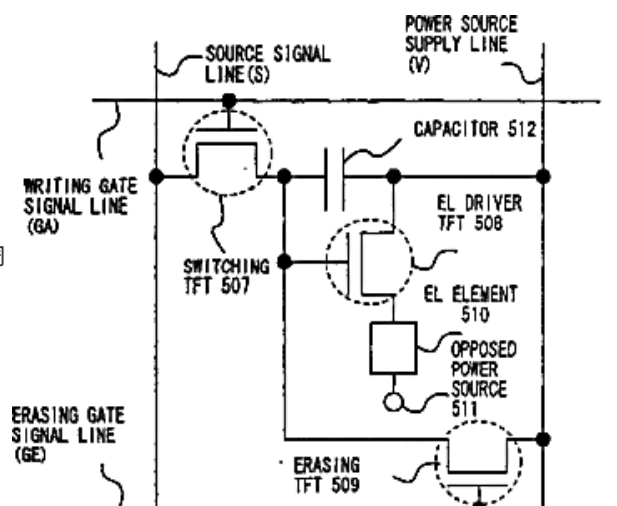 POWER SOURCE
SUPPLY LINE
(V)
SOURCE SIGNAL
LINE(S)
CAPACITOR 512
WRITING GATE
SIGNAL LINE
(GA)
EL DRIVER
TFT 508
SWITCHING
TFT 507
EL ELEMENT
510
OPPOSED
POWER
SOURCE
511
ERASING GATE
SIGNAL LINE
(GE)
ERASING
TFT 509